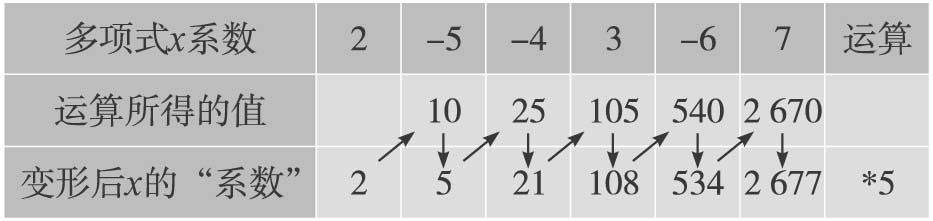 多项式x系数 2 –5 –4 3 –6 7 运算
运算所得的值 10 25 105 540 2 670
变形后x的“系数” 2 5 21 108 534 2 677 *5